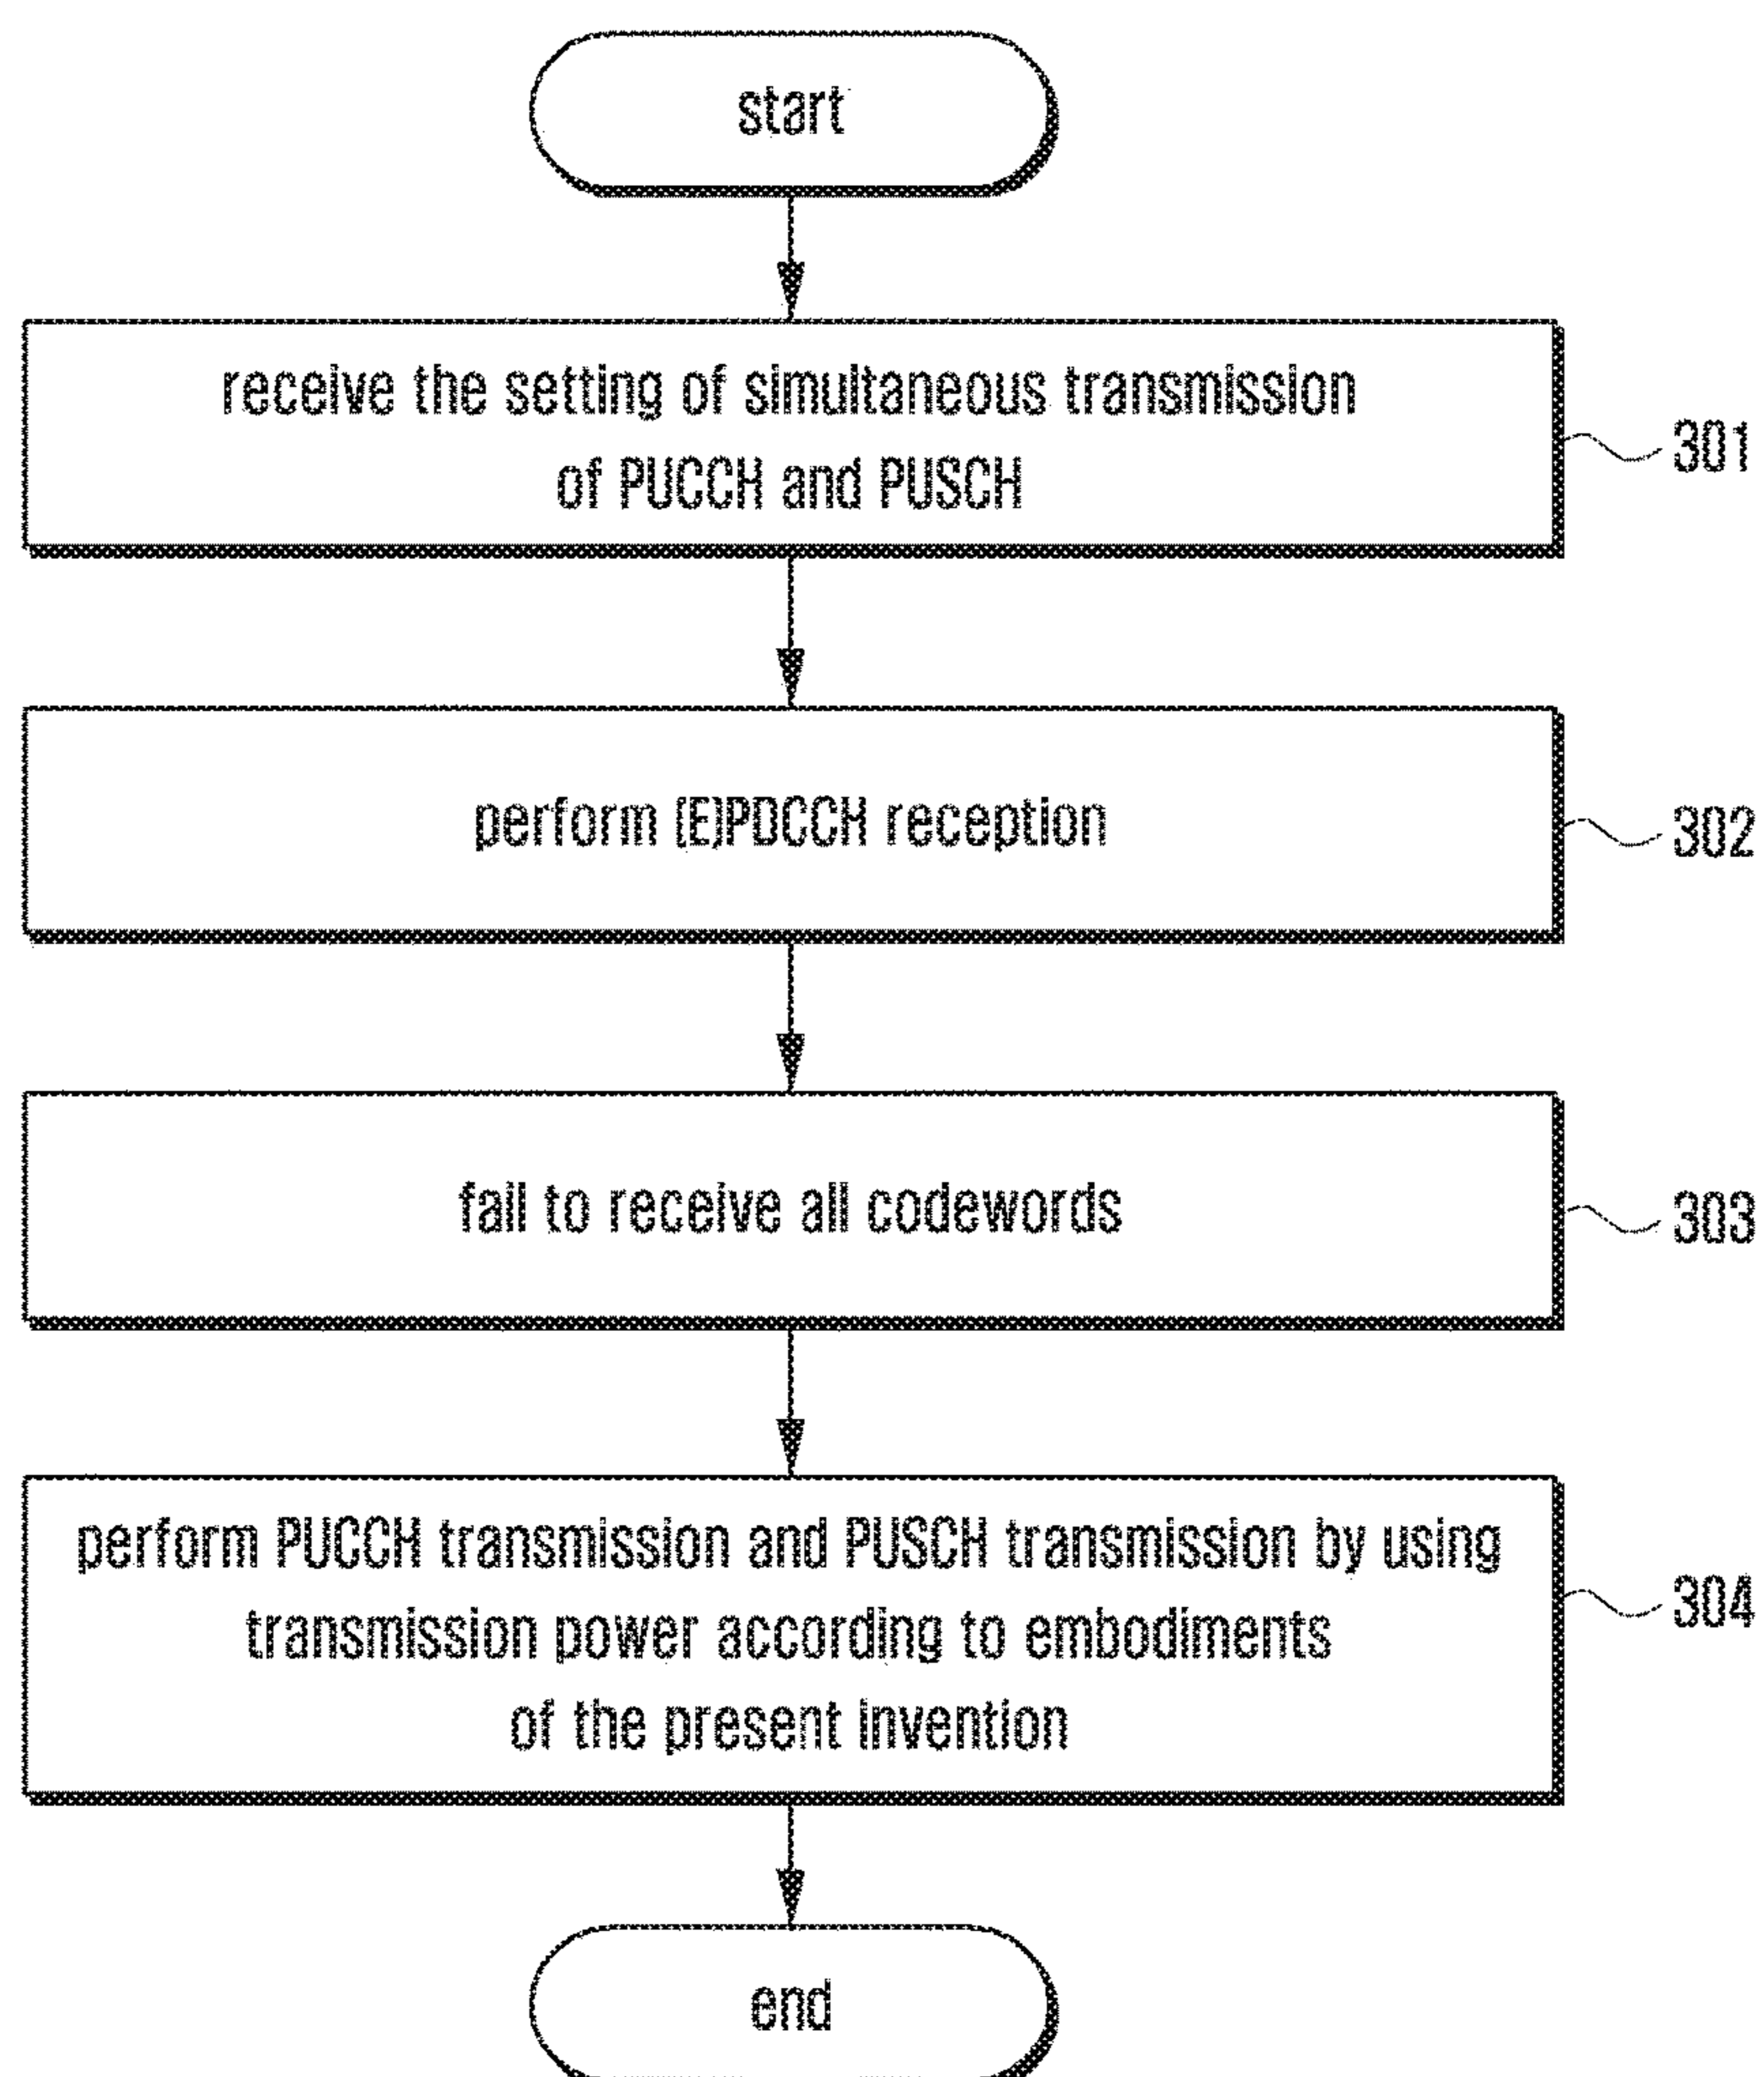 start
receive the setting of simultaneous transmission
of PUCCH and PUSCH
301
perform (E)PDCCH reception
302
fail to receive all codewords
303
perform PUCCH transmission and PUSCH transmission by using
transmission power according to embodiments
of the present invention
304
end